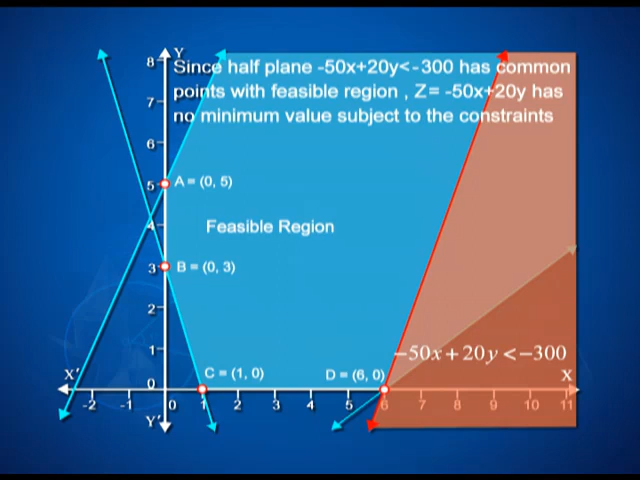 Y
Since half plane -50x+20y<-300 has common
points with feasible region , Z= -50x+20y has
no minimum value subject to the constraints
8
7
6
5
A = (0, 5)
4
Feasible Region
3
B = (0, 3)
2
1
−50x+20y<−300
C = (1, 0)
D = (6, 0)
X′
X
0
-2 -1 0 1 2 3 4 5 6 7 8 9 10 11
Y′